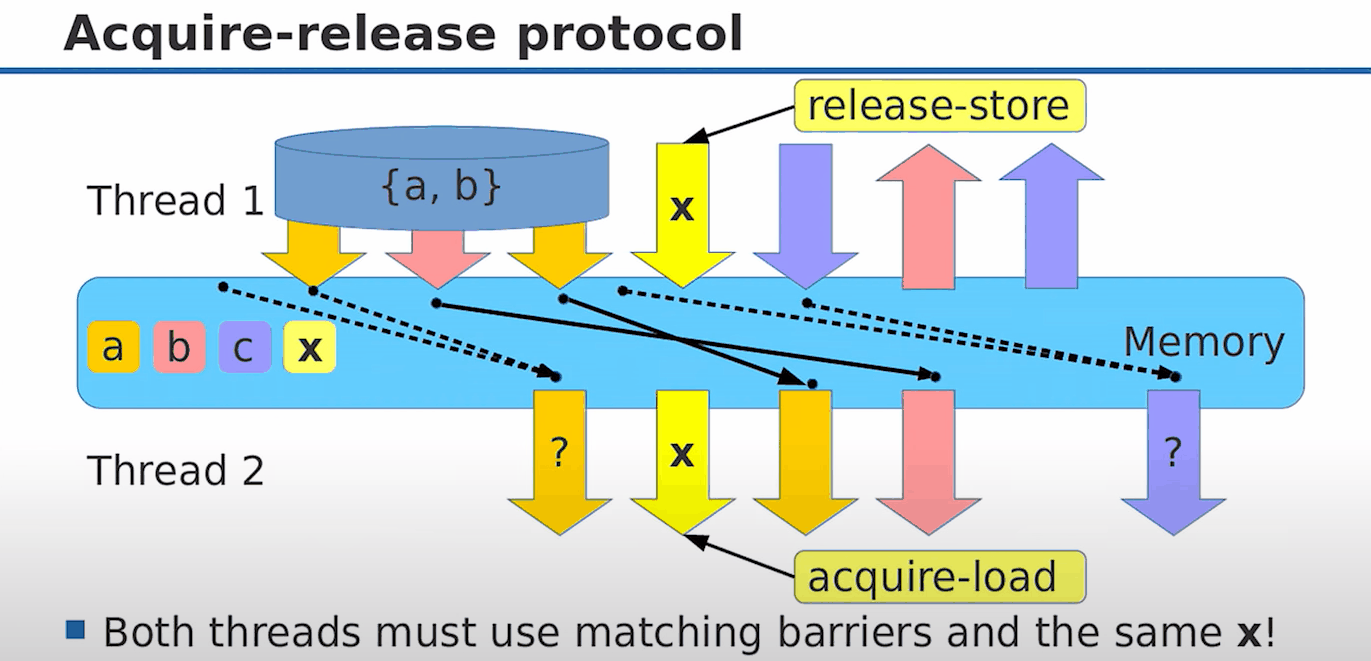 Acquire-release protocol
release-store
Thread 1
{a, b}
x
a b c x
Memory
Thread 2
? x ?
acquire-load
Both threads must use matching barriers and the same x!